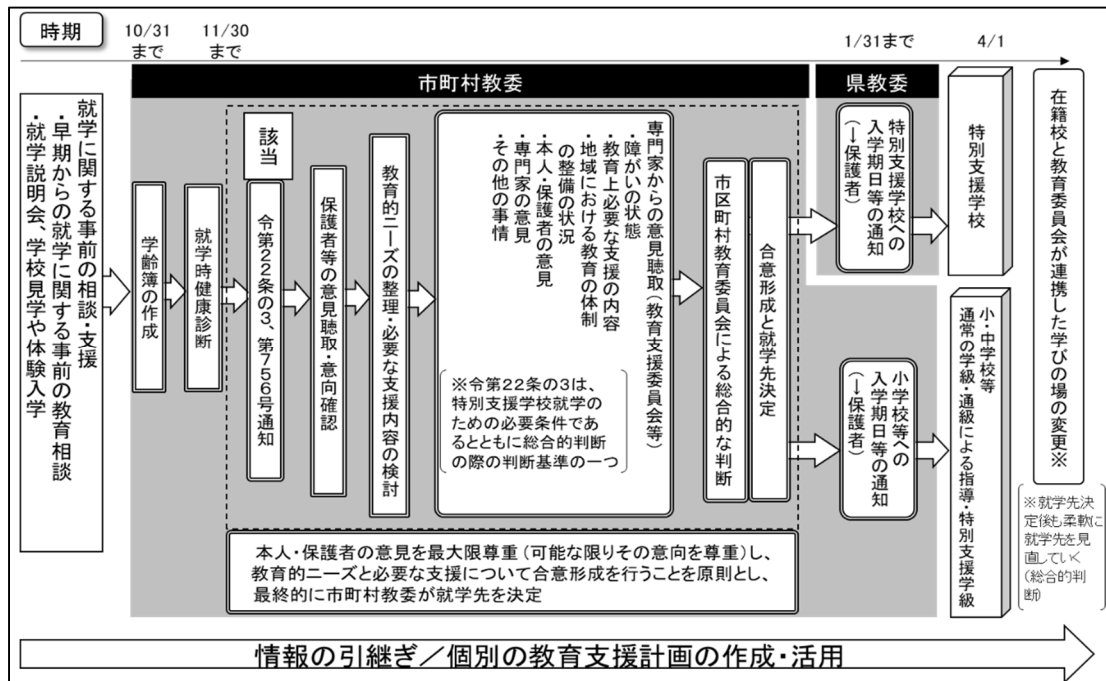 時期
10/31
まで
11/30
まで
1/31まで
4/1
市町村教委
県教委
就学に関する事前の相談・支援
・早期からの就学に関する事前の教育相談
・就学説明会、学校見学や体験入学
学齢簿の作成
就学時健康診断
該当
令第22条の3、第756号通知
保護者等の意見聴取・意向確認
教育的ニーズの整理・必要な支援内容の検討
専門家からの意見聴取(教育支援委員会等)
・障がいの状態
・教育上必要な支援の内容
・地域における教育の体制
の整備の状況
・本人・保護者の意見
・専門家の意見
・その他の事情
※令第22条の3は、
特別支援学校就学の
ための必要条件であ
るとともに総合的判断
の際の判断基準の一つ
市区町村教育委員会による総合的な判断
合意形成と就学先決定
特別支援学校への
入学期日等の通知
(→保護者)
小学校等への
入学期日等の通知
(→保護者)
特別支援学校
小・中学校等
通常の学級・通級による指導・特別支援学級
在籍校と教育委員会が連携した学びの場の変更※
※就学先決
定後も柔軟に
就学先を見
直していく
(総合的判
断)
本人・保護者の意見を最大限尊重(可能な限りその意向を尊重)し、
教育的ニーズと必要な支援について合意形成を行うことを原則とし、
最終的に市町村教委が就学先を決定
情報の引継ぎ/個別の教育支援計画の作成・活用